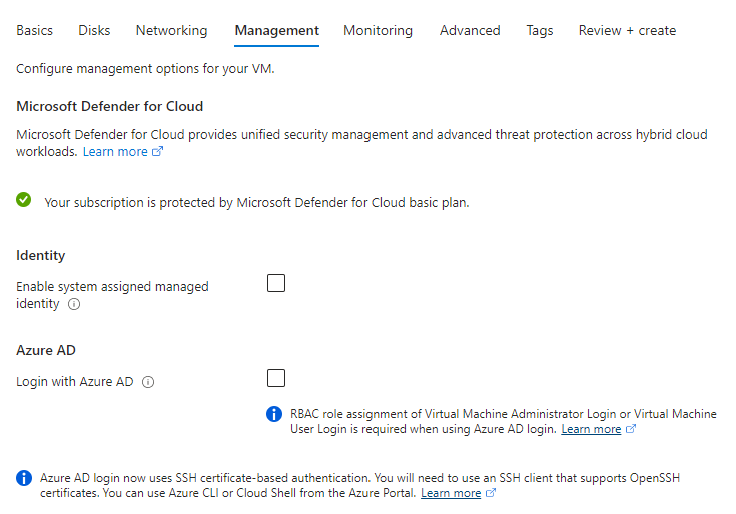 Basics Disks Networking Management Monitoring Advanced Tags Review + create
Configure management options for your VM.
Microsoft Defender for Cloud
Microsoft Defender for Cloud provides unified security management and advanced threat protection across hybrid cloud
workloads. Learn more
Your subscription is protected by Microsoft Defender for Cloud basic plan.
Identity
Enable system assigned managed
identity
Azure AD
Login with Azure AD
RBAC role assignment of Virtual Machine Administrator Login or Virtual Machine
User Login is required when using Azure AD login. Learn more
Azure AD login now uses SSH certificate-based authentication. You will need to use an SSH client that supports OpenSSH
certificates. You can use Azure CLI or Cloud Shell from the Azure Portal. Learn more